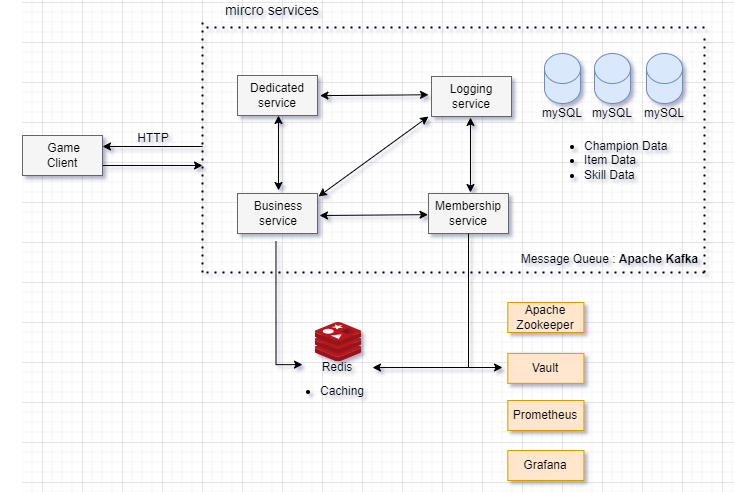 mircro services
Dedicated
service
Logging
service
mySQL
mySQL
mySQL
Champion Data
Item Data
Skill Data
HTTP
Game
Client
Business
service
Membership
service
Message Queue : Apache Kafka
Apache
Zookeeper
Redis
Caching
Vault
Prometheus
Grafana